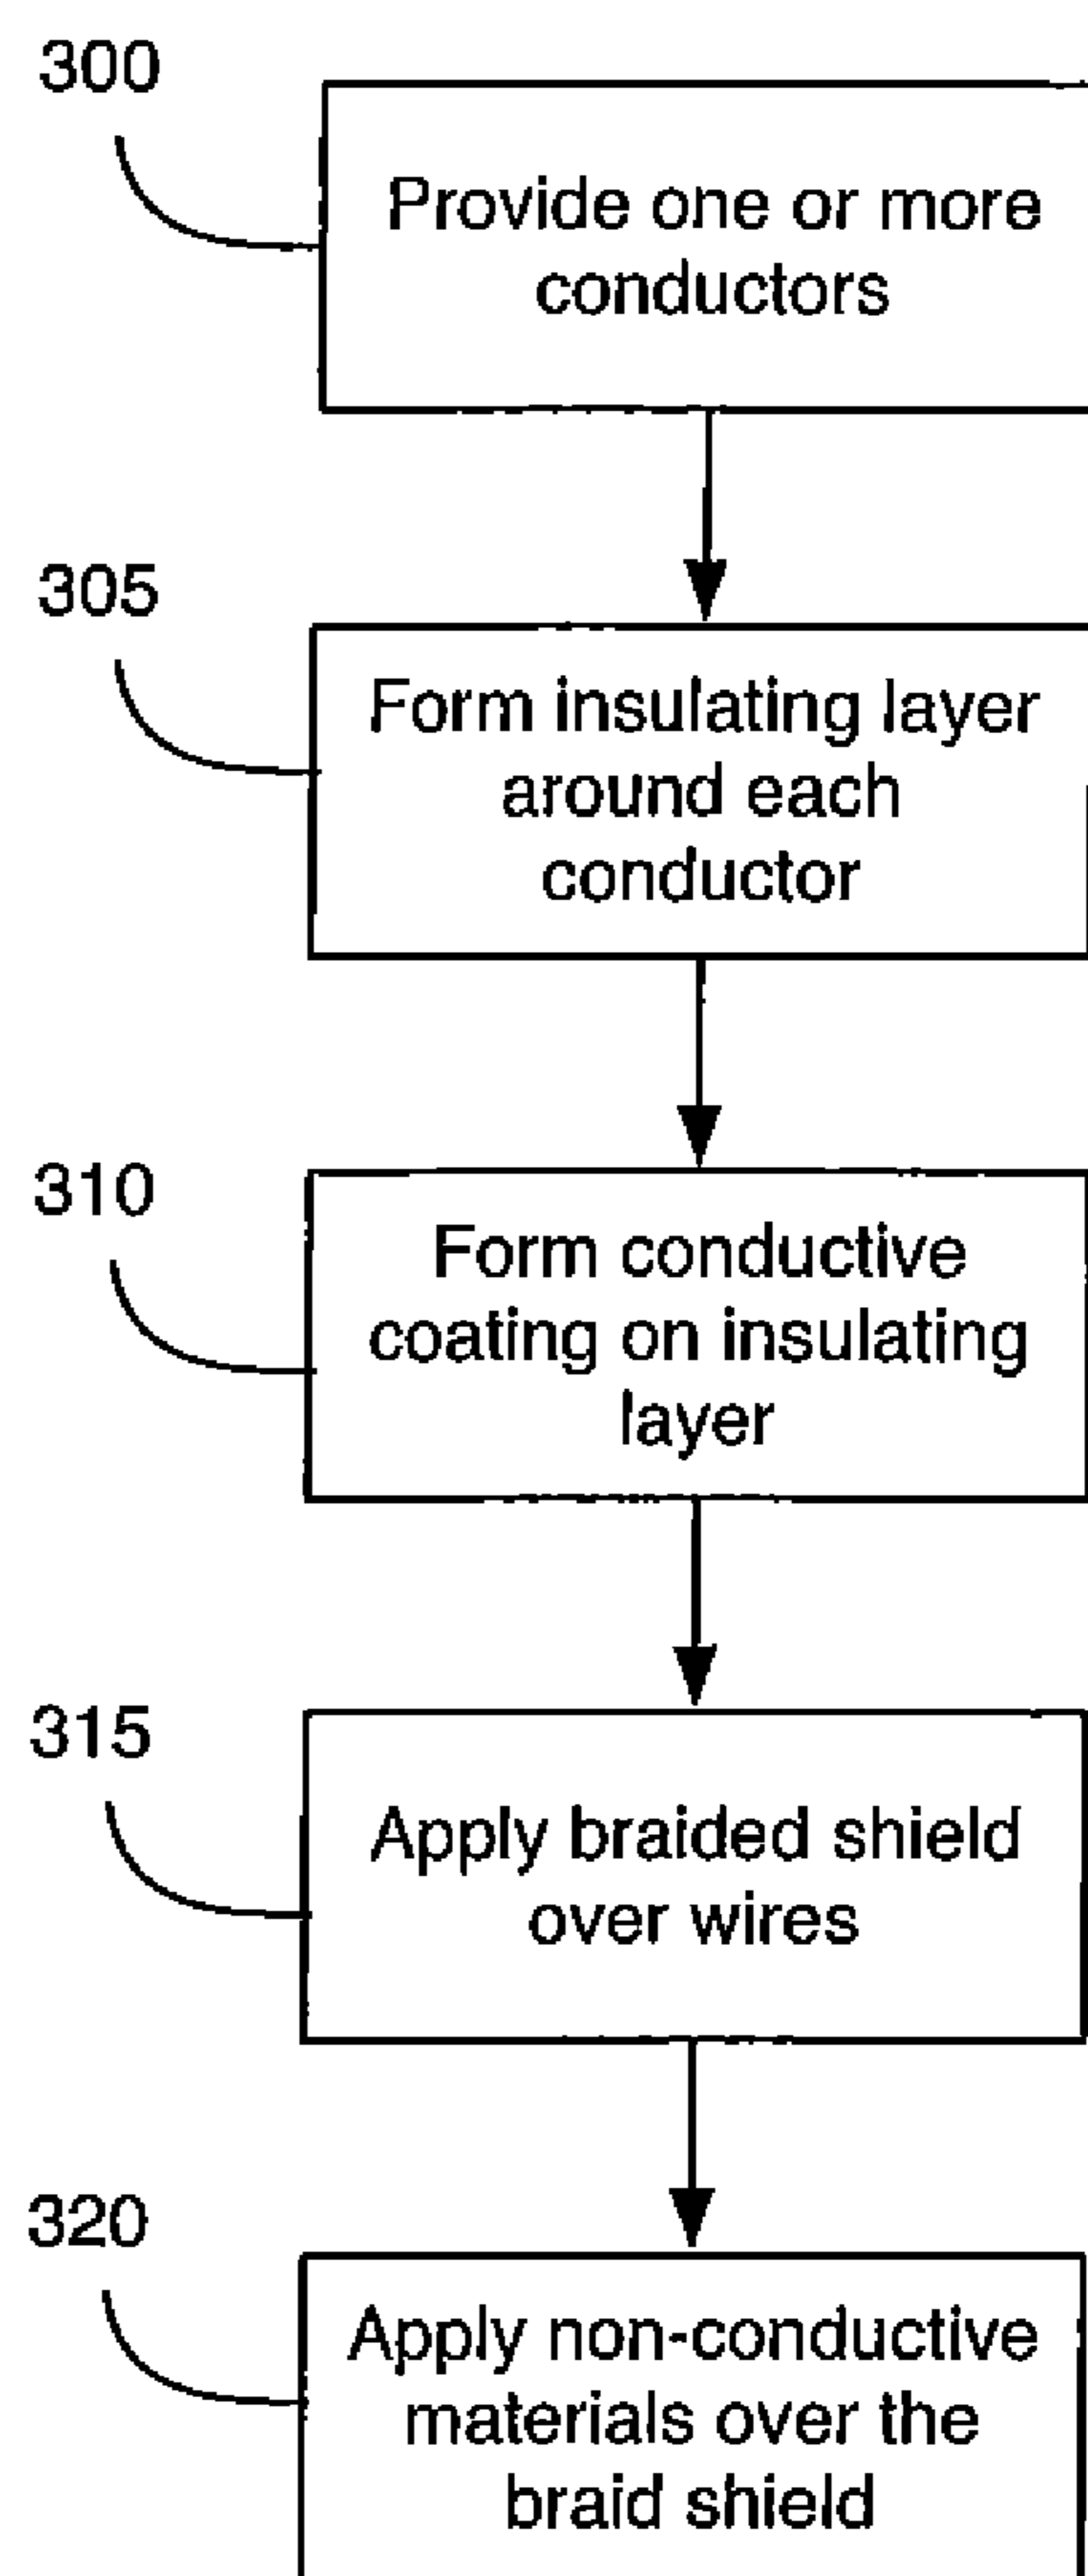 300
Provide one or more
conductors
305
Form insulating layer
around each
conductor
310
Form conductive
coating on insulating
layer
315
Apply braided shield
over wires
320
Apply non-conductive
materials over the
braid shield